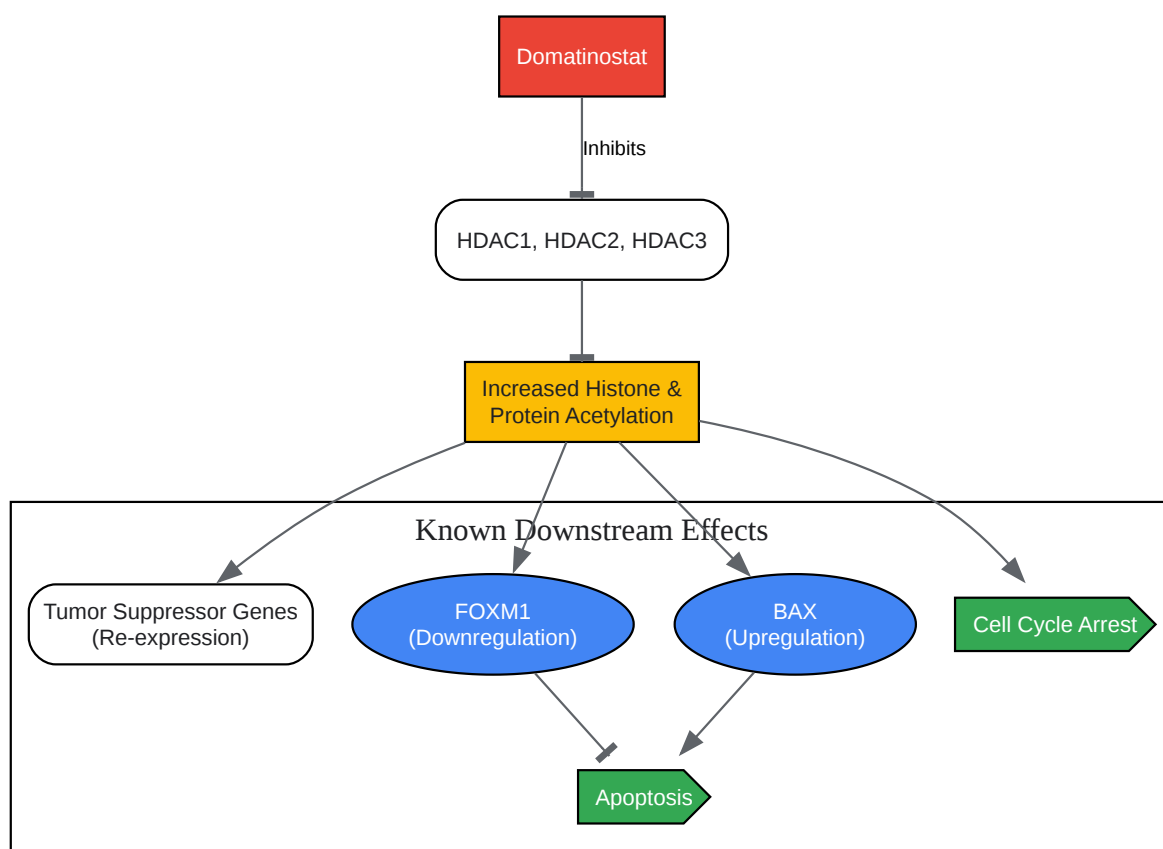 Domatinostat
Inhibits
HDAC1, HDAC2, HDAC3
Increased Histone &
Protein Acetylation
Known Downstream Effects
Tumor Suppressor Genes
(Re-expression)
FOXM1
(Downregulation)
BAX
(Upregulation)
Cell Cycle Arrest
Apoptosis